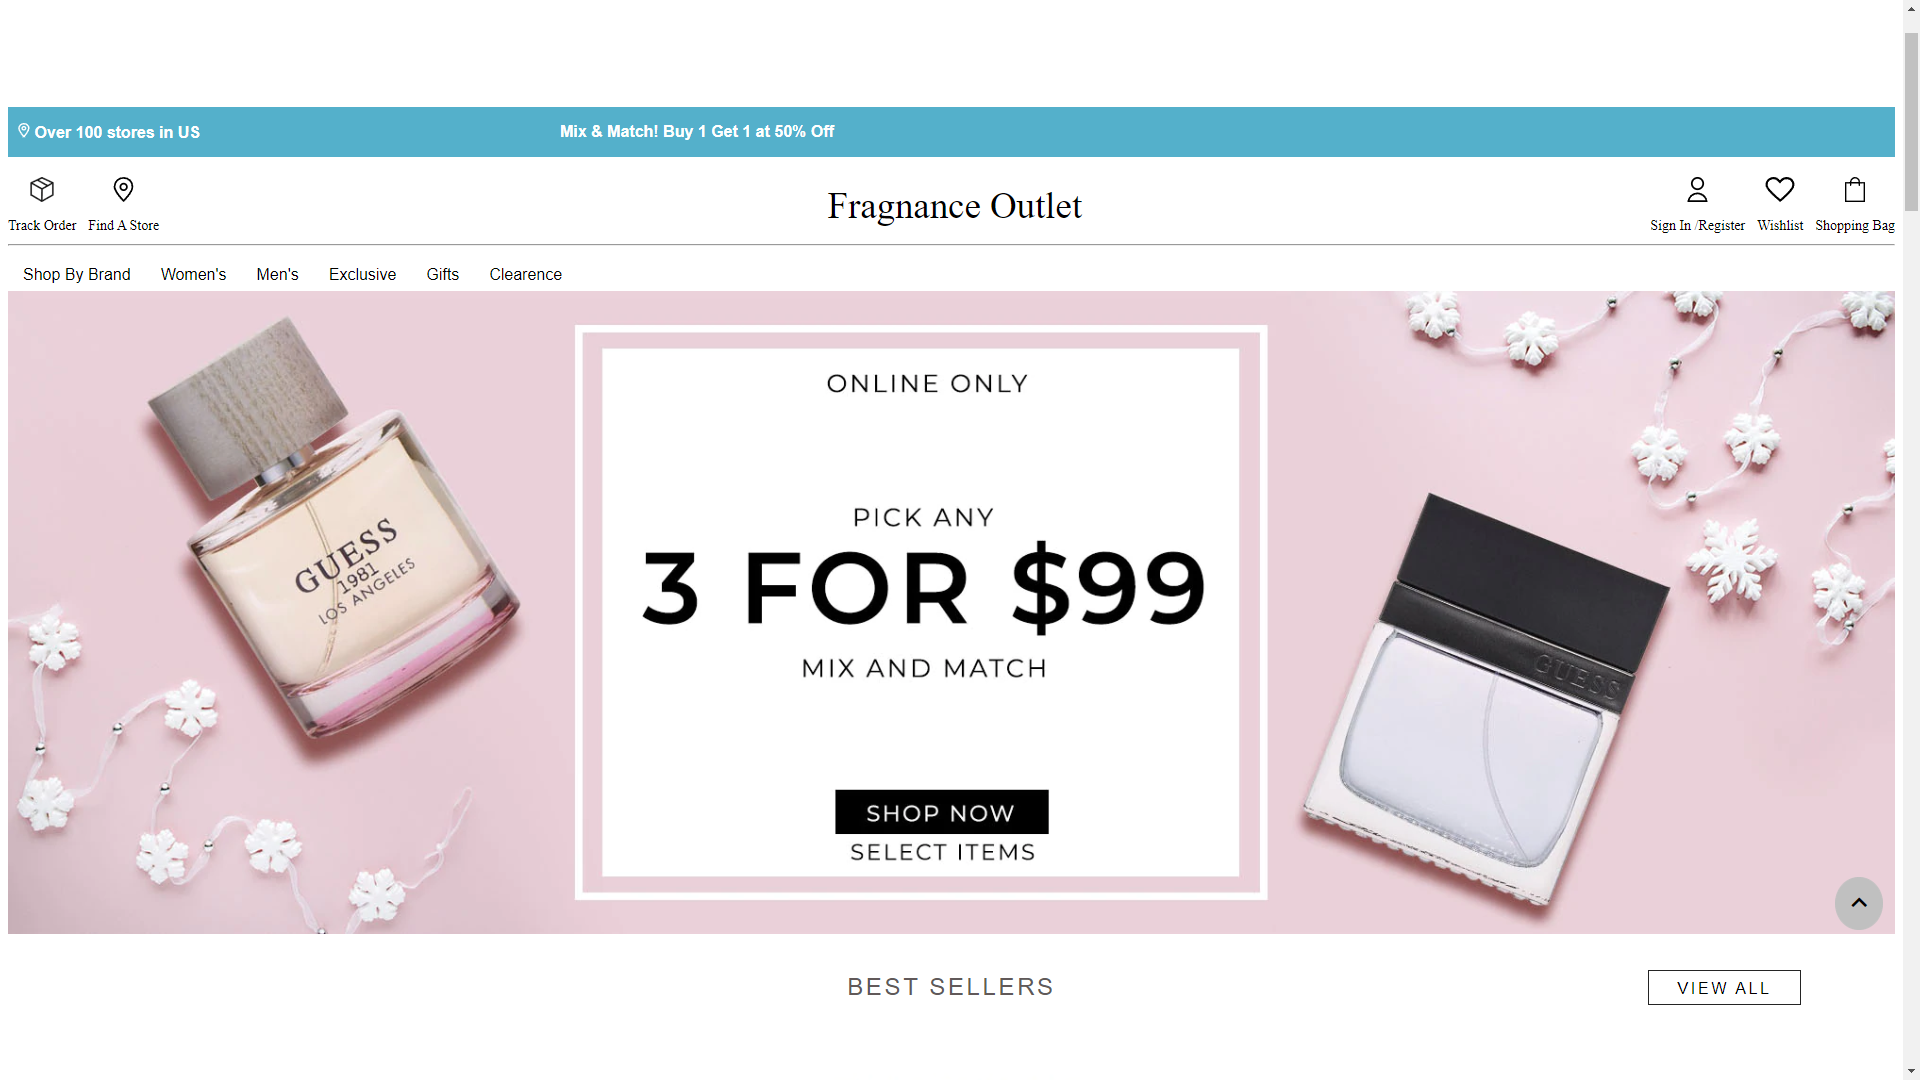 Over 100 stores in US
Mix & Match! Buy 1 Get 1 at 50% Off
Track Order
Find A Store
Fragnance Outlet
Sign In /Register
Wishlist
Shopping Bag
Shop By Brand
Women's
Men's
Exclusive
Gifts
Clearence
GUESS
1981
LOS ANGELES
ONLINE ONLY
PICK ANY
3 FOR $99
MIX AND MATCH
SHOP NOW
SELECT ITEMS
GUESS
BEST SELLERS
VIEW ALL